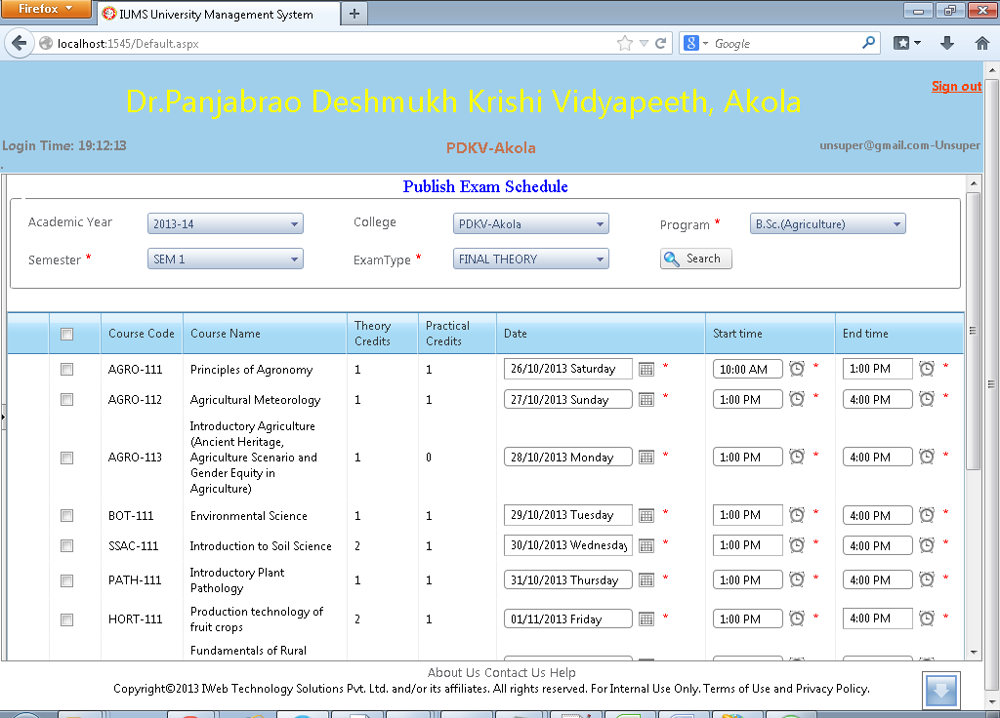 Firefox
IUMS University Management System
localhost:1545/Default.aspx
Google
Dr.Panjabrao Deshmukh Krishi Vidyapeeth, Akola
Sign out
Login Time: 19:12:13
PDKV-Akola
unsuper@gmail.com-Unsuper
Publish Exam Schedule
Academic Year 2013-14 College PDKV-Akola Program * B.Sc.(Agriculture)
Semester * SEM 1 ExamType * FINAL THEORY Search
Course Code Course Name Theory Credits Practical Credits Date Start time End time
AGRO-111 Principles of Agronomy 1 1 26/10/2013 Saturday * 10:00 AM * 1:00 PM *
AGRO-112 Agricultural Meteorology 1 1 27/10/2013 Sunday * 1:00 PM * 4:00 PM *
Introductory Agriculture
(Ancient Heritage,
AGRO-113 Agriculture Scenario and 1 0 28/10/2013 Monday * 1:00 PM * 4:00 PM *
Gender Equity in
Agriculture)
BOT-111 Environmental Science 1 1 29/10/2013 Tuesday * 1:00 PM * 4:00 PM *
SSAC-111 Introduction to Soil Science 2 1 30/10/2013 Wednesday * 1:00 PM * 4:00 PM *
PATH-111 Introductory Plant Pathology 1 1 31/10/2013 Thursday * 1:00 PM * 4:00 PM *
HORT-111 Production technology of fruit crops 2 1 01/11/2013 Friday * 1:00 PM * 4:00 PM *
Fundamentals of Rural
About Us Contact Us Help
Copyright©2013 IWeb Technology Solutions Pvt. Ltd. and/or its affiliates. All rights reserved. For Internal Use Only. Terms of Use and Privacy Policy.